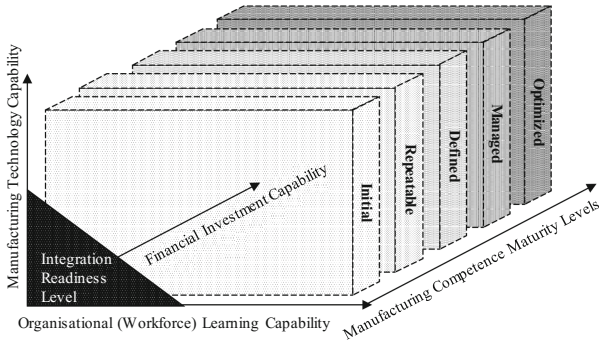 Manufacturing Technology Capability
Optimized
Managed
Defined
Repeatable
Initial
Financial Investment Capability
Integration
Readiness
Level
Manufacturing Competence Maturity Levels
Organisational (Workforce) Learning Capability